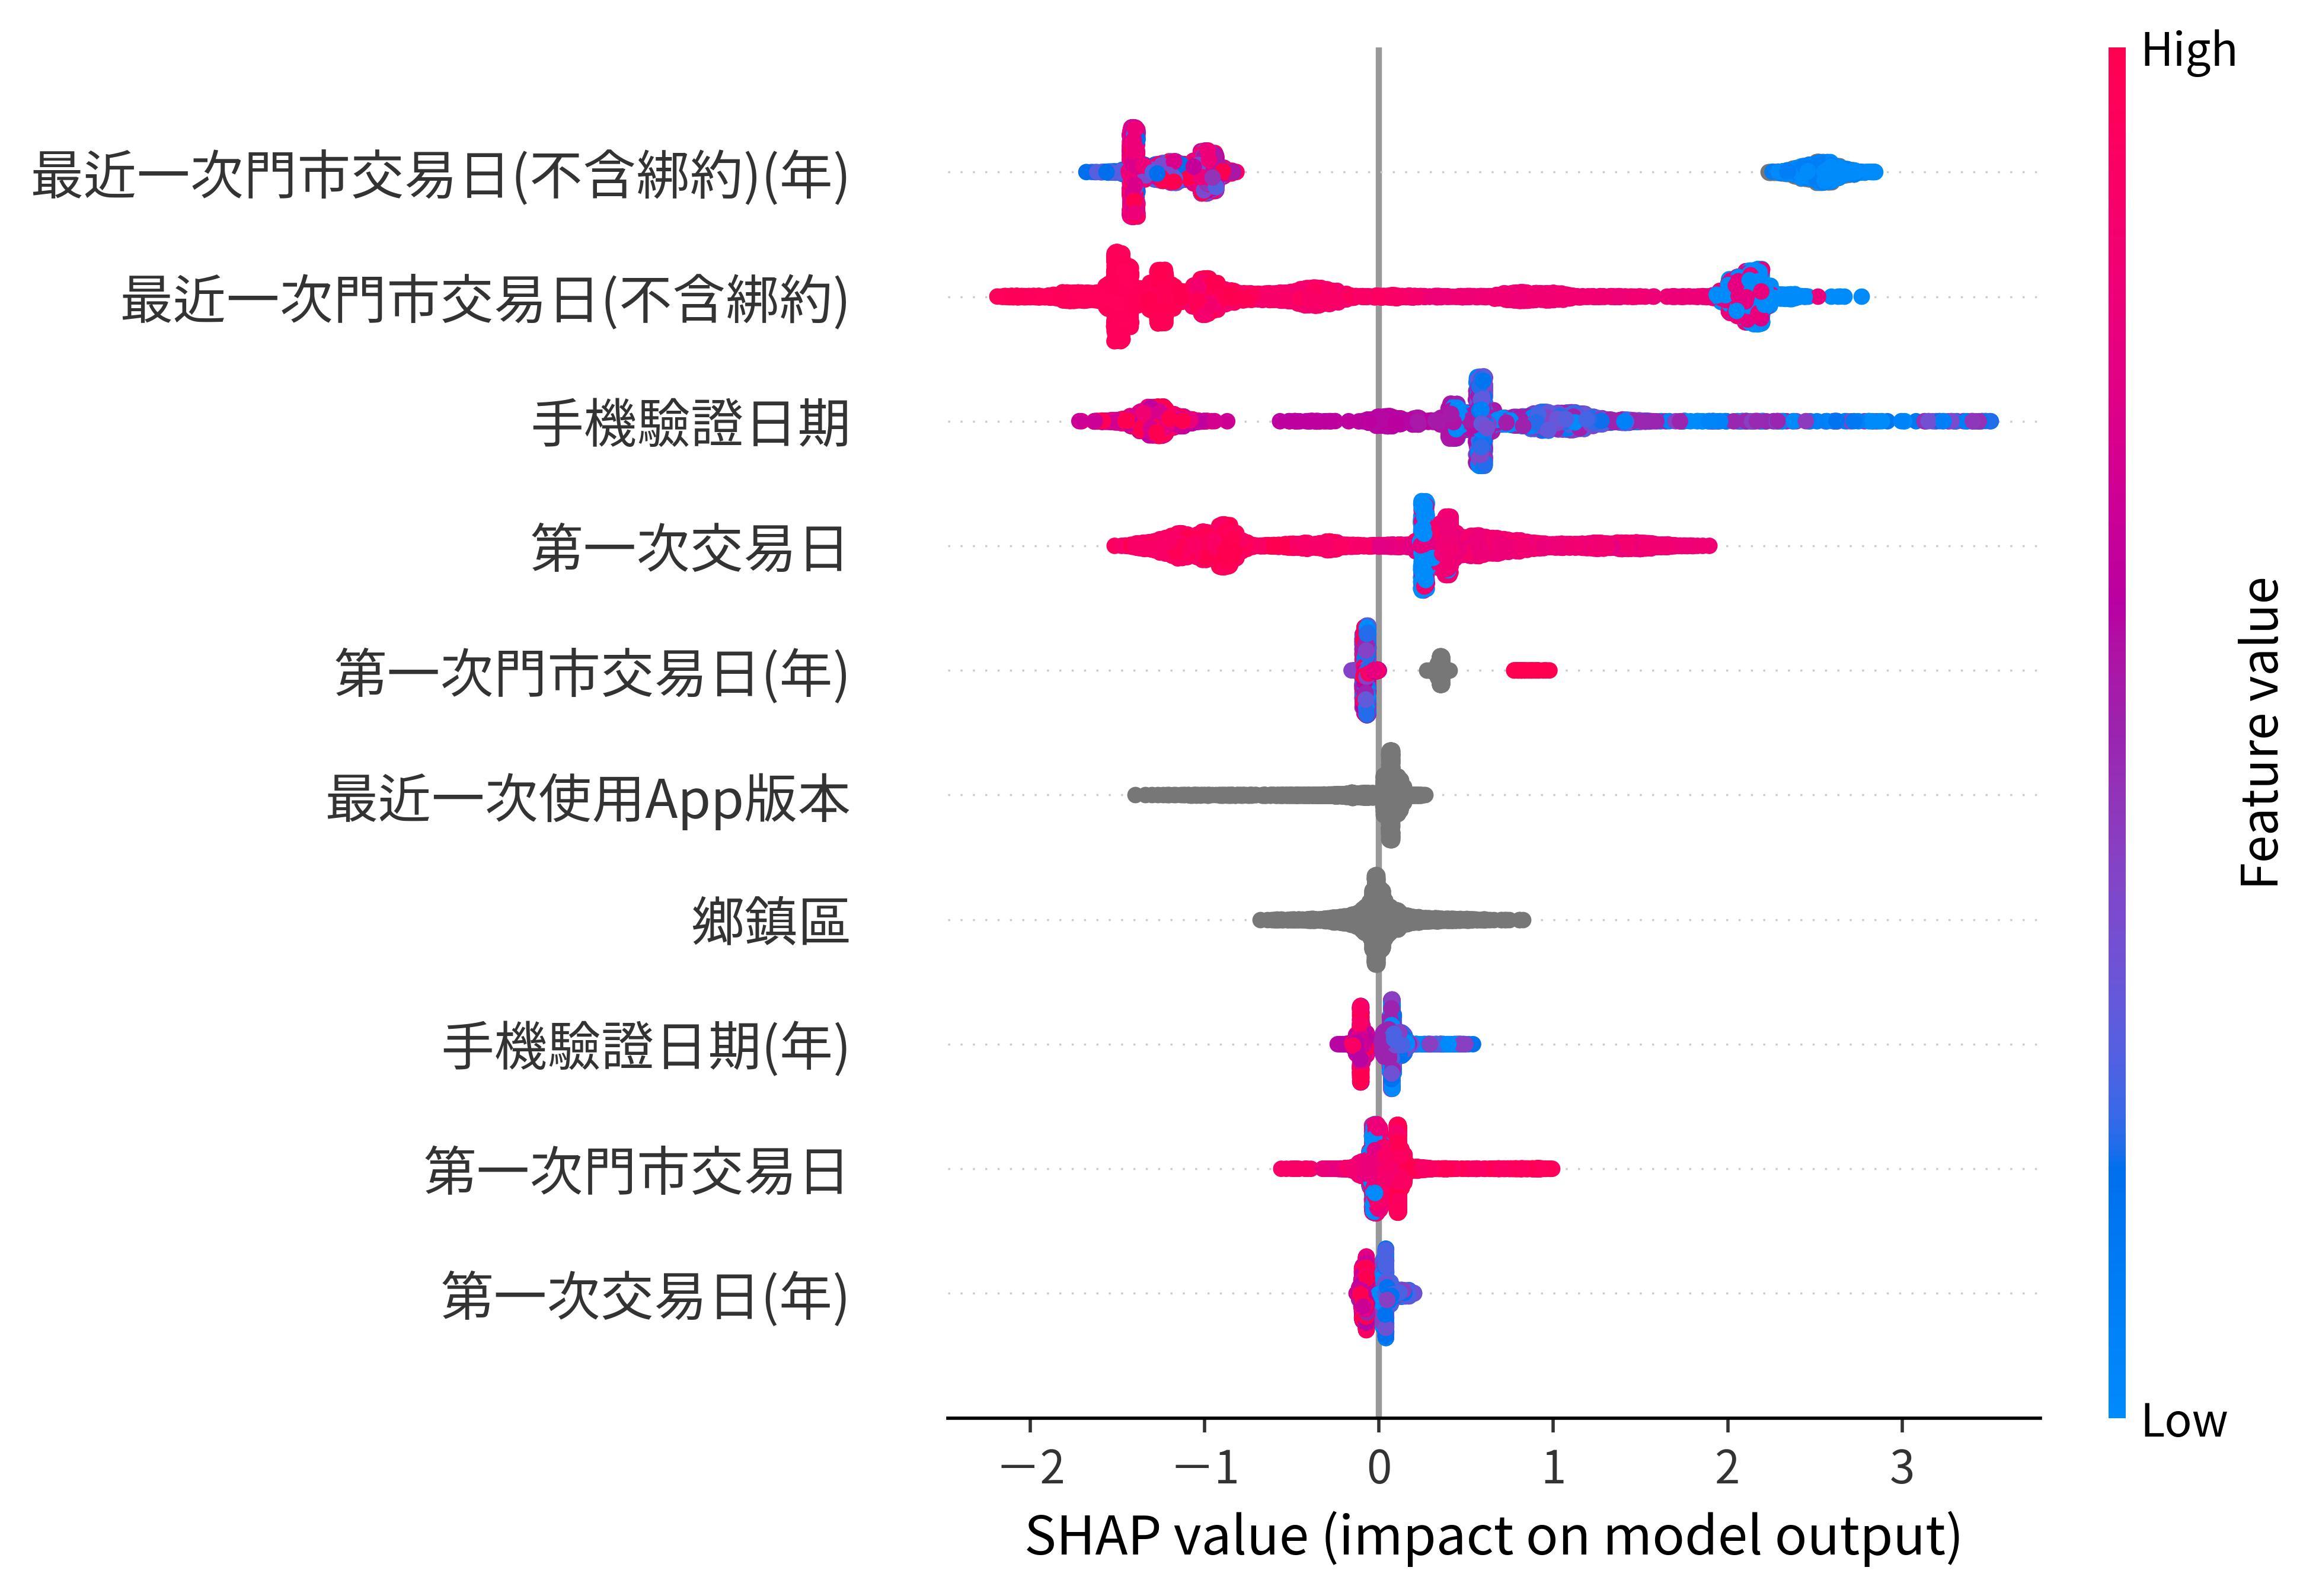 High
最近一次門市交易日(不含綁約)(年)
最近一次門市交易日(不含綁約)
手機驗證日期
第一次交易日
第一次門市交易日(年)
最近一次使用App版本
鄉鎮區
手機驗證日期(年)
第一次門市交易日
第一次交易日(年)
Feature value
Low
−2 −1 0 1 2 3
SHAP value (impact on model output)